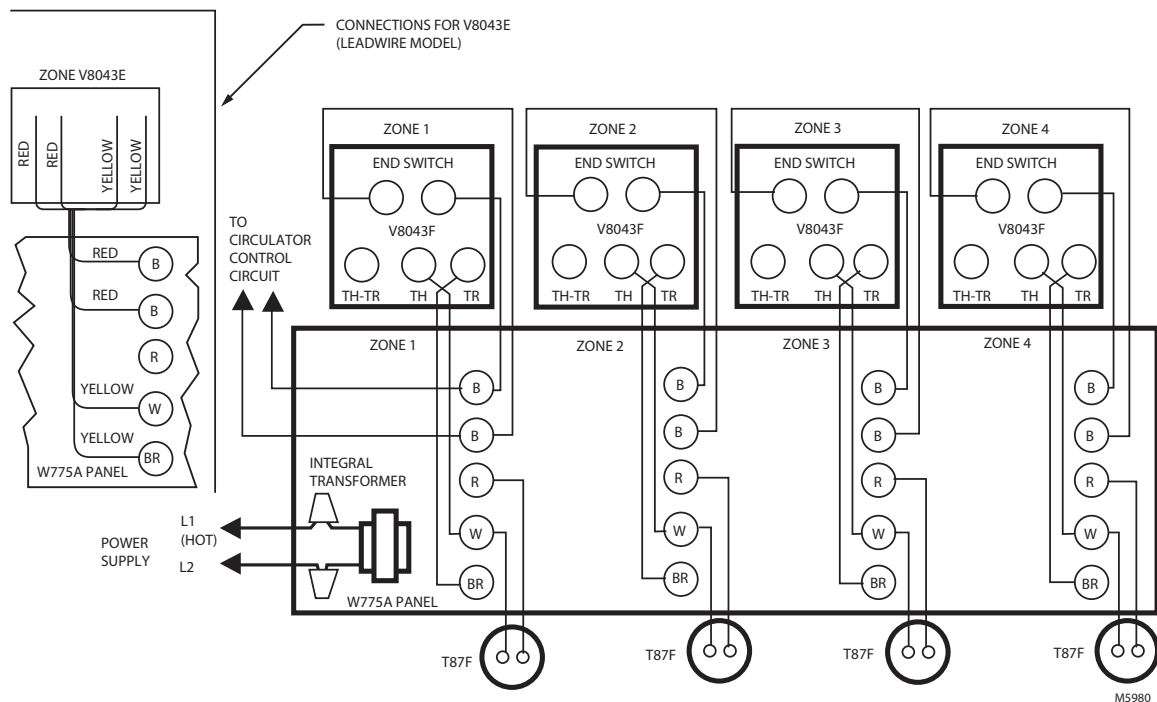 CONNECTIONS FOR V8043E
(LEADWIRE MODEL)
ZONE V8043E
RED
RED
YELLOW
YELLOW
RED
B
RED
B
R
YELLOW
W
YELLOW
BR
W775A PANEL
TO
CIRCULATOR
CONTROL
CIRCUIT
ZONE 1
END SWITCH
V8043F
TH-TR
TH
TR
ZONE 2
END SWITCH
V8043F
TH-TR
TH
TR
ZONE 3
END SWITCH
V8043F
TH-TR
TH
TR
ZONE 4
END SWITCH
V8043F
TH-TR
TH
TR
ZONE 1
B
B
R
W
BR
ZONE 2
B
B
R
W
BR
ZONE 3
B
B
R
W
BR
ZONE 4
B
B
R
W
BR
INTEGRAL
TRANSFORMER
L1
(HOT)
POWER
SUPPLY
L2
W775A PANEL
T87F
T87F
T87F
T87F
M5980